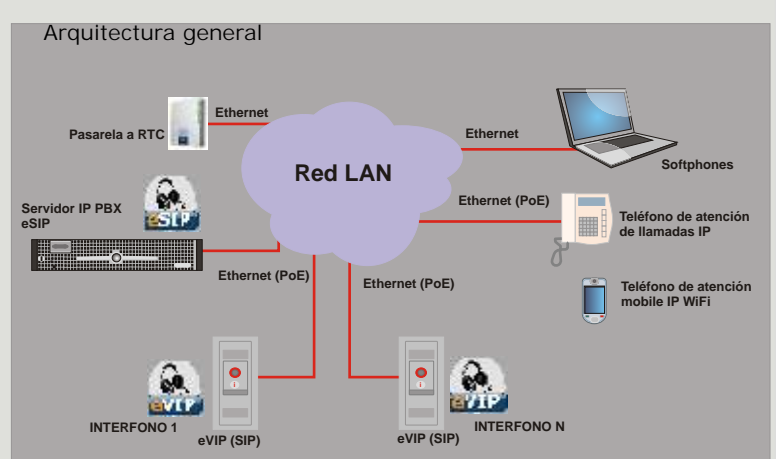 Arquitectura general
Ethernet
Pasarela a RTC
Ethernet
Red LAN
Softphones
Ethernet (PoE)
Servidor IP PBX
eSIP
eSIP
Teléfono de atención
de llamadas IP
Ethernet (PoE)
Ethernet (PoE)
Teléfono de atención
mobile IP WiFi
eVIP
eVIP
INTERFONO 1
eVIP (SIP)
eVIP (SIP)
INTERFONO N